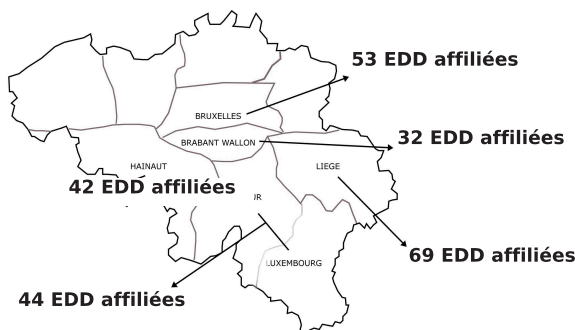 53 EDD affiliées
BRUXELLES
32 EDD affiliées
BRABANT WALLON
HAINAUT
LIEGE
42 EDD affiliées
UR
LUXEMBOURG
69 EDD affiliées
44 EDD affiliées